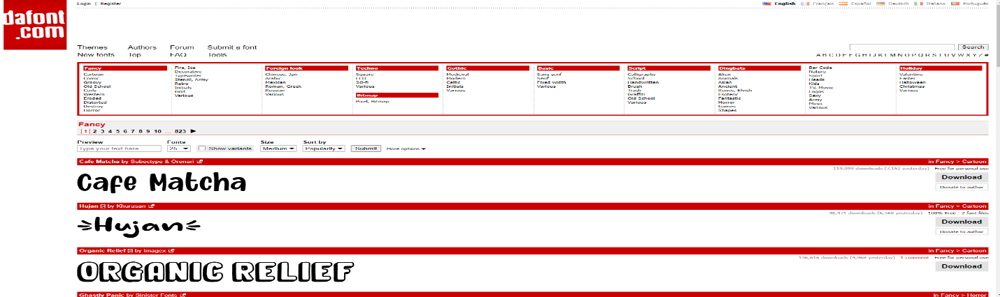 dafont
.com
Login | Register
English Français Español Deutsch Italiano Português
Themes Authors Forum Submit a font
New fonts Top FAQ Tools
Search
A B C D E F G H I J K L M N O P Q R S T U V W X Y Z #
Fancy
Cartoon
Comic
Groovy
Old School
Curly
Western
Eroded
Distorted
Destroy
Horror
Fire, Ice
Decorative
Typewriter
Stencil, Army
Retro
Initials
Grid
Various
Foreign look
Chinese, Jpn
Arabic
Mexican
Roman, Greek
Russian
Various
Techno
Square
LCD
Sci-fi
Various
Bitmap
Pixel, Bitmap
Gothic
Medieval
Modern
Celtic
Initials
Various
Basic
Sans serif
Serif
Fixed width
Various
Script
Calligraphy
School
Handwritten
Brush
Trash
Graffiti
Old School
Various
Dingbats
Alien
Animals
Asian
Ancient
Runes, Elvish
Esoteric
Fantastic
Horror
Games
Shapes
Bar Code
Nature
Sport
Heads
Kids
TV, Movie
Logos
Sexy
Army
Music
Various
Holiday
Valentine
Easter
Halloween
Christmas
Various
Fancy
|1| 2 3 4 5 6 7 8 9 10 ... 823
Preview Fonts Size Sort by
Type your text here 25 Show variants Medium Popularity Submit More options
Cafe Matcha by Subectype & Orenari in Fancy > Cartoon
119,099 downloads (7,152 yesterday) Free for personal use
Cafe Matcha
Download
Donate to author
Hujan by Khurasan in Fancy > Cartoon
46,471 downloads (6,368 yesterday) 100% Free - 2 font files
Hujan
Download
Donate to author
Organic Relief by imagex in Fancy > Cartoon
136,616 downloads (4,968 yesterday) 1 comment Free for personal use
ORGANIC RELIEF
Download
Ghastly Panic by Sinister Fonts in Fancy > Horror